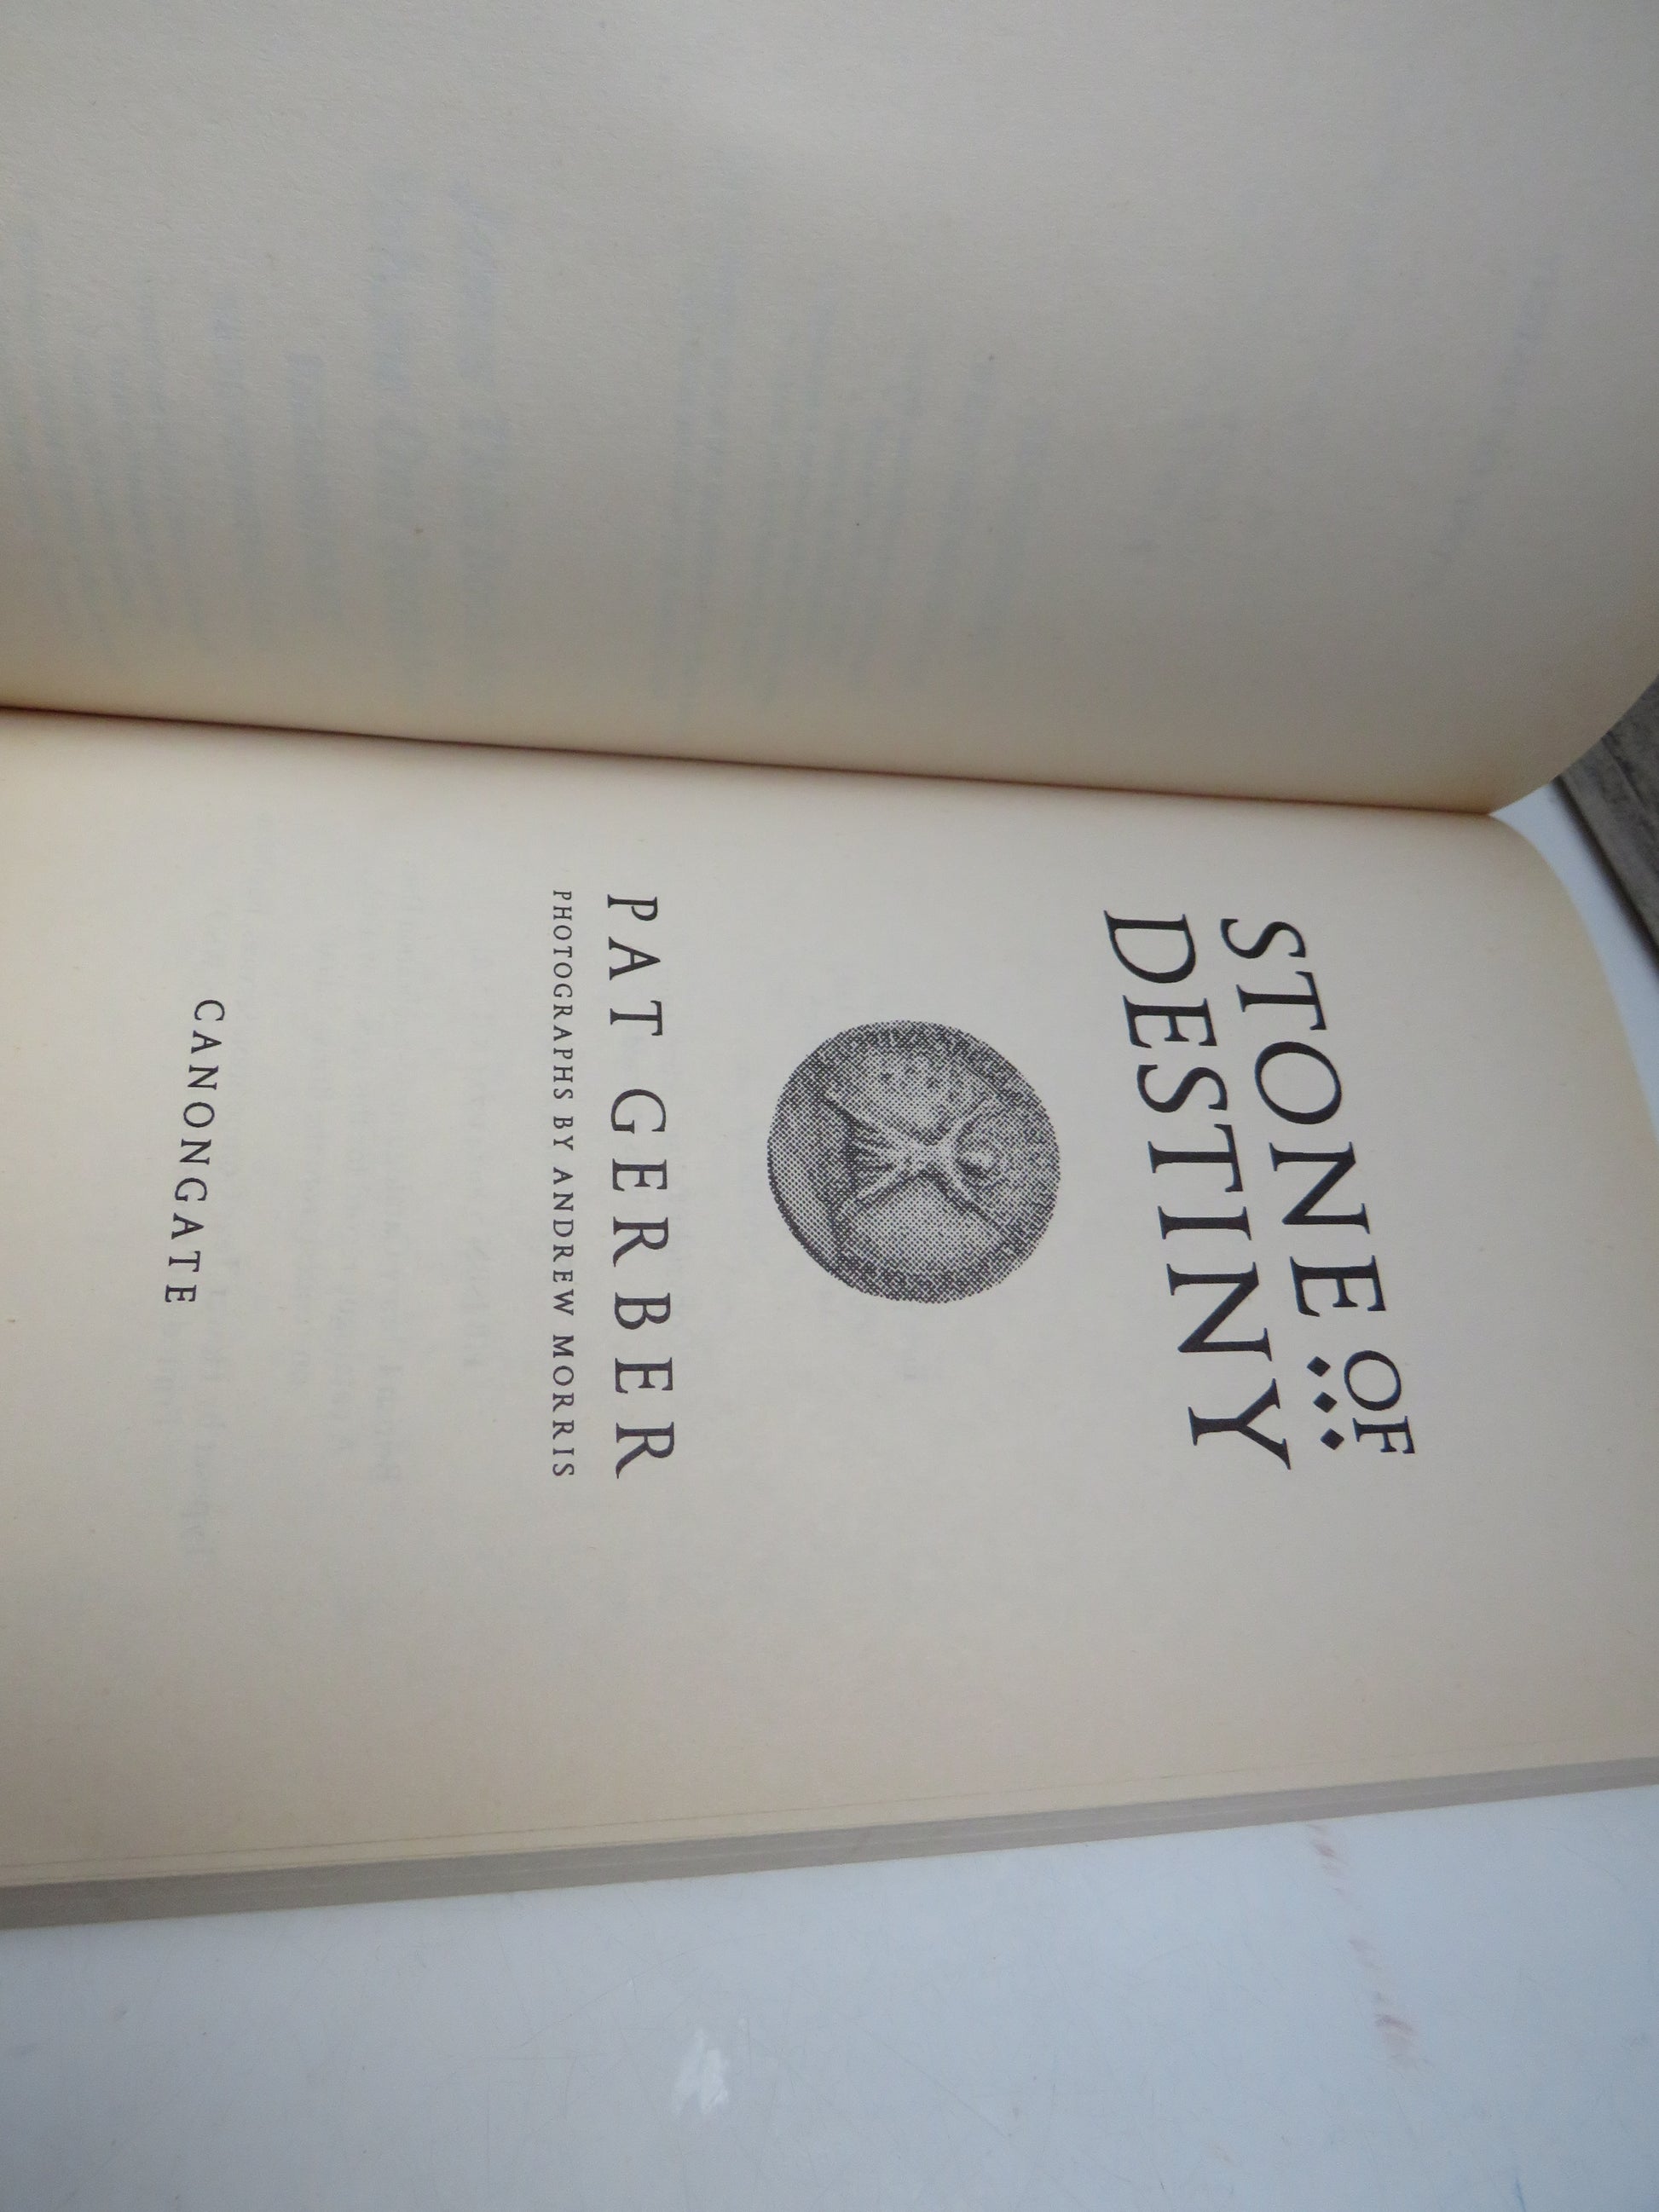 STONE OF
DESTINY
PAT GERBER
PHOTOGRAPHS BY ANDREW MORRIS
CANONGATE